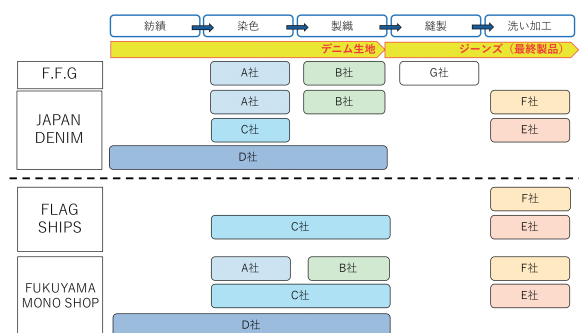 紡績 染色 製織 縫製 洗い加工
デニム生地 ジーンズ（最終製品）
F.F.G A社 B社 G社
JAPAN
DENIM
A社 B社 F社
C社 E社
D社
FLAG
SHIPS
F社
C社 E社
FUKUYAMA
MONO SHOP
A社 B社 F社
C社 E社
D社